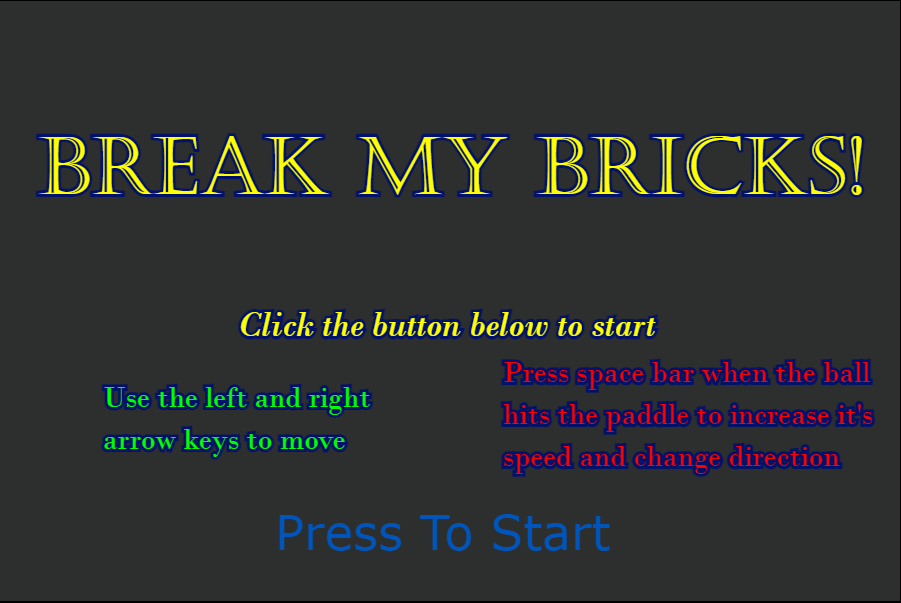 BREAK MY BRICKS!
Click the button below to start
Use the left and right
arrow keys to move
Press space bar when the ball
hits the paddle to increase it's
speed and change direction
Press To Start